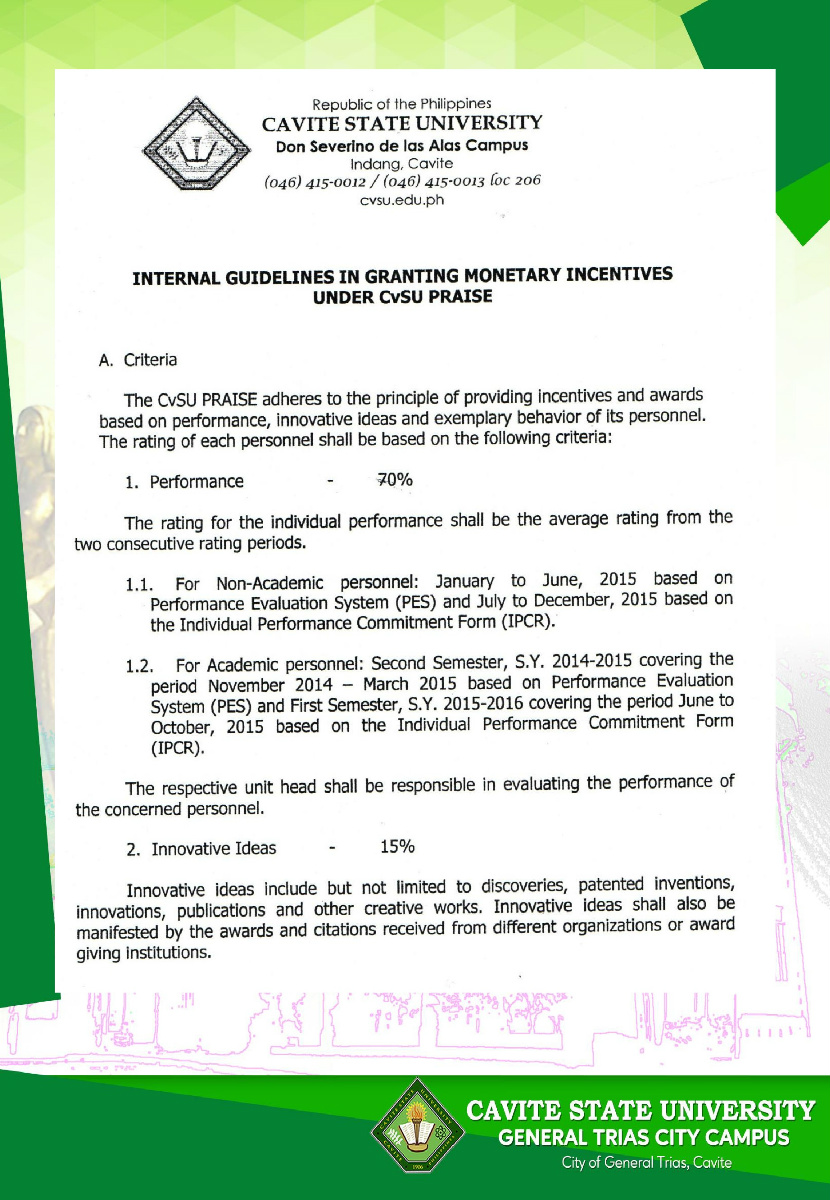 Republic of the Philippines
CAVITE STATE UNIVERSITY
Don Severino de las Alas Campus
Indang, Cavite
(046) 415-0012 / (046) 415-0013 loc 206
cvsu.edu.ph
INTERNAL GUIDELINES IN GRANTING MONETARY INCENTIVES
UNDER CvSU PRAISE
A. Criteria
The CvSU PRAISE adheres to the principle of providing incentives and awards
based on performance, innovative ideas and exemplary behavior of its personnel.
The rating of each personnel shall be based on the following criteria:
1. Performance - 70%
The rating for the individual performance shall be the average rating from the
two consecutive rating periods.
1.1. For Non-Academic personnel: January to June, 2015 based on
Performance Evaluation System (PES) and July to December, 2015 based on
the Individual Performance Commitment Form (IPCR).
1.2. For Academic personnel: Second Semester, S.Y. 2014-2015 covering the
period November 2014 – March 2015 based on Performance Evaluation
System (PES) and First Semester, S.Y. 2015-2016 covering the period June to
October, 2015 based on the Individual Performance Commitment Form
(IPCR).
The respective unit head shall be responsible in evaluating the performance of
the concerned personnel.
2. Innovative Ideas - 15%
Innovative ideas include but not limited to discoveries, patented inventions,
innovations, publications and other creative works. Innovative ideas shall also be
manifested by the awards and citations received from different organizations or award
giving institutions.
CAVITE STATE UNIVERSITY
GENERAL TRIAS CITY CAMPUS
City of General Trias, Cavite
1906